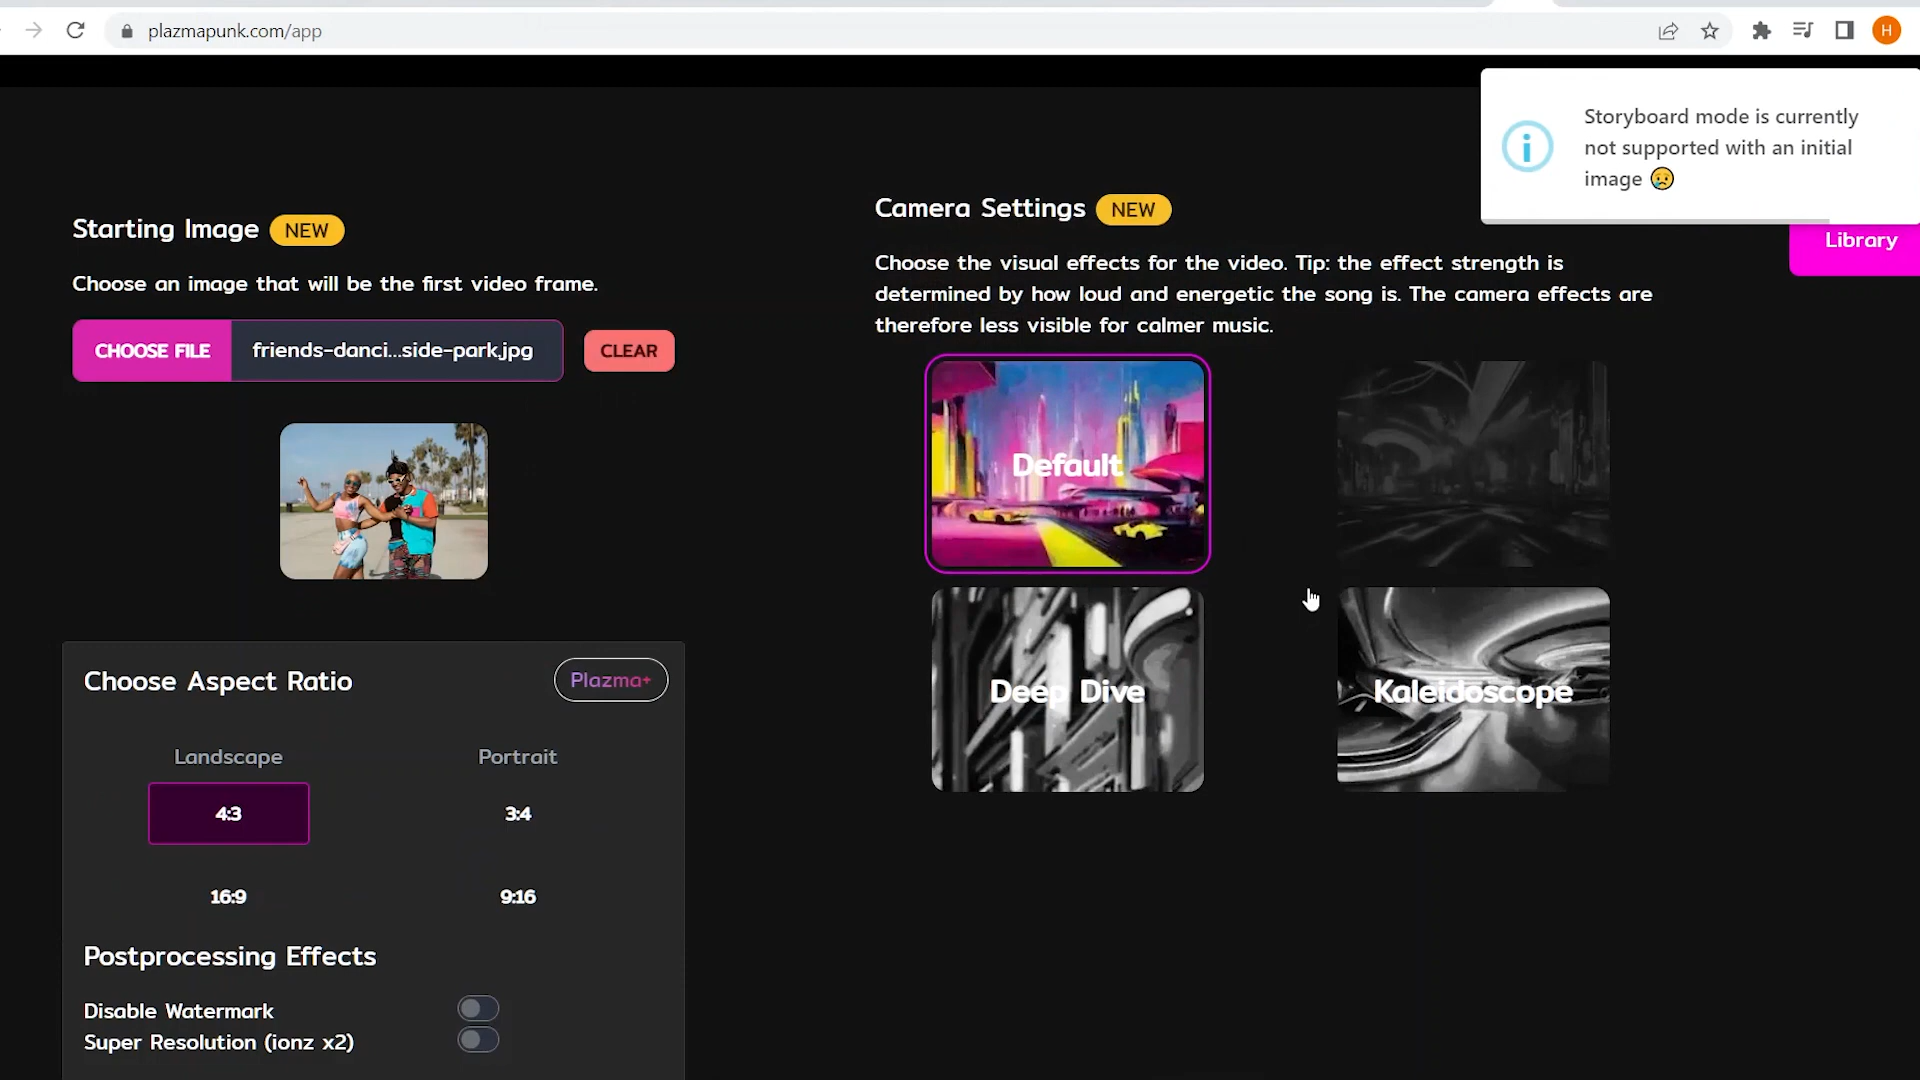 plazmapunk.com/app
H
Storyboard mode is currently
not supported with an initial
image 😢
Library
Starting Image NEW
Choose an image that will be the first video frame.
CHOOSE FILE friends-danci...side-park.jpg CLEAR
Camera Settings NEW
Choose the visual effects for the video. Tip: the effect strength is
determined by how loud and energetic the song is. The camera effects are
therefore less visible for calmer music.
Default
Deep Dive
Kaleidoscope
Choose Aspect Ratio Plazma+
Landscape Portrait
4:3 3:4
16:9 9:16
Postprocessing Effects
Disable Watermark
Super Resolution (ionz x2)